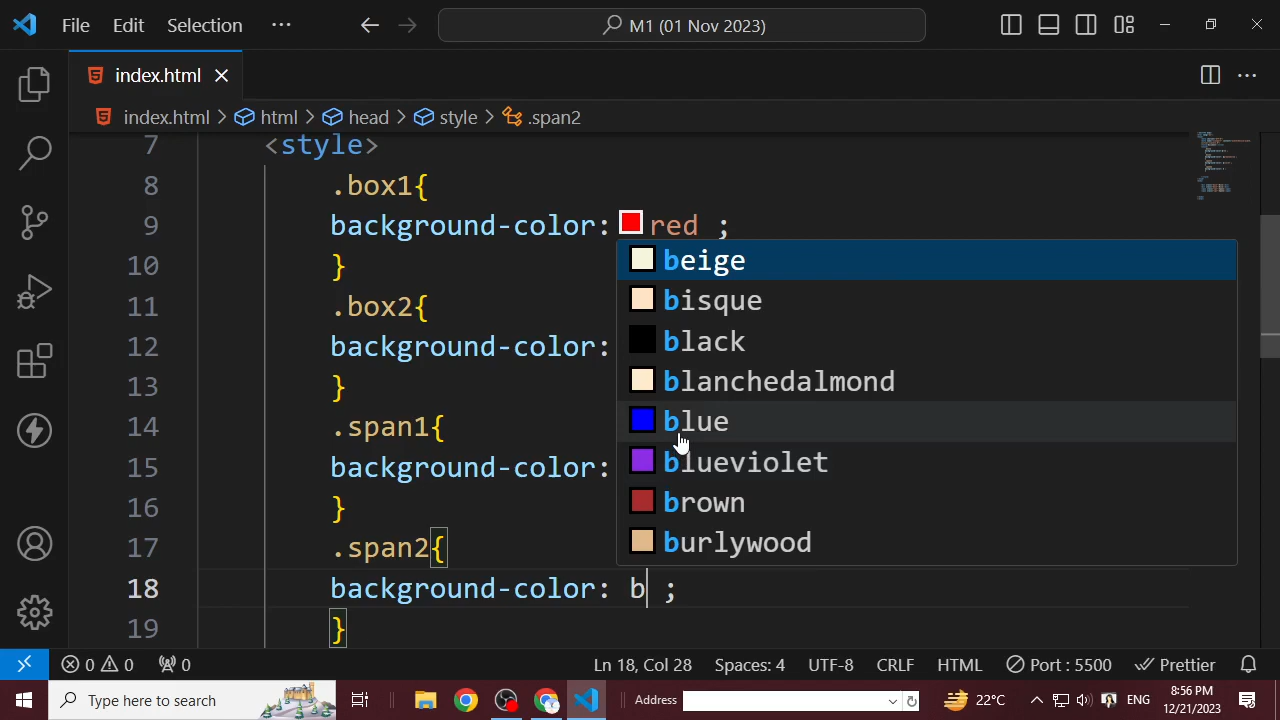 File Edit Selection ··· M1 (01 Nov 2023)
index.html
index.html > html > head > style > .span2
7 <style>
8 .box1{
9 background-color: red ;
10 }
11 .box2{
12 background-color:
13 }
14 .span1{
15 background-color:
16 }
17 .span2{
18 background-color: b ;
19 }
beige
bisque
black
blanchedalmond
blue
blueviolet
brown
burlywood
0 0 0 Ln 18, Col 28 Spaces: 4 UTF-8 CRLF HTML Port : 5500 Prettier
Type here to search Address 22°C ENG 8:56 PM
12/21/2023